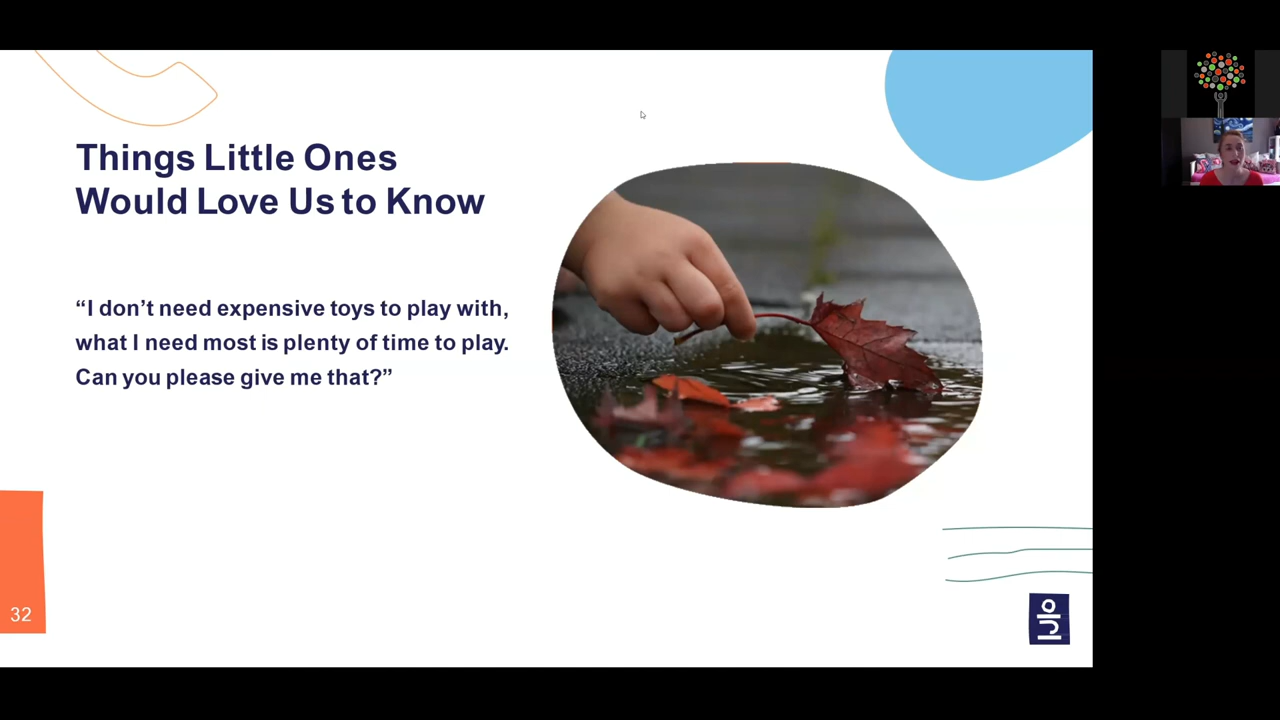 Things Little Ones
Would Love Us to Know
“I don’t need expensive toys to play with,
what I need most is plenty of time to play.
Can you please give me that?”
32